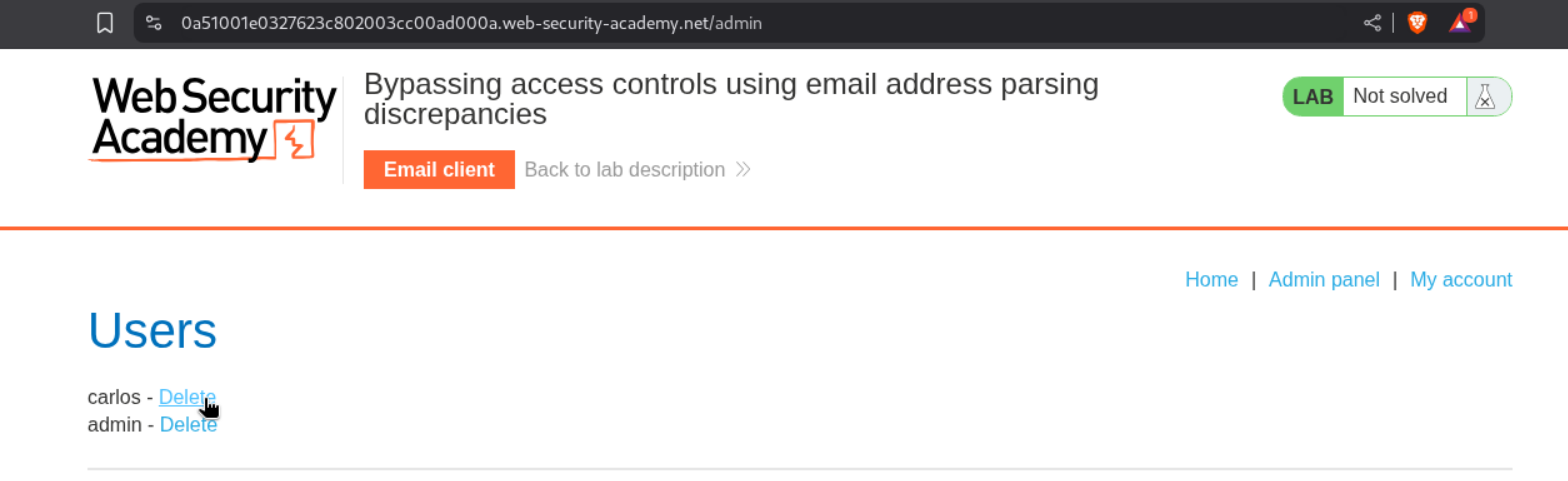 0a51001e0327623c802003cc00ad000a.web-security-academy.net/admin
1
Web Security
Academy
Bypassing access controls using email address parsing
discrepancies
LAB Not solved
Email client Back to lab description
Home | Admin panel | My account
Users
carlos - Delete
admin - Delete